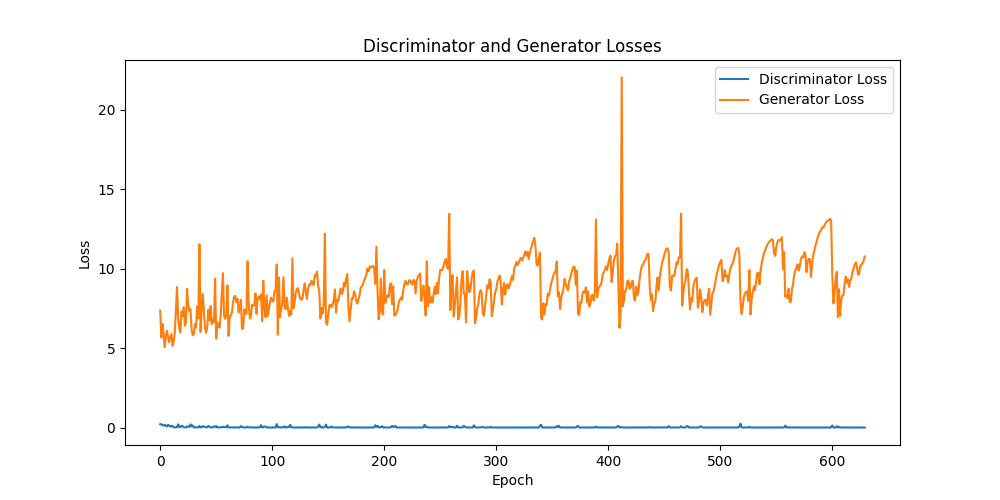 Discriminator and Generator Losses
Discriminator Loss
Generator Loss
20
15
10
5
0
Loss
0 100 200 300 400 500 600
Epoch